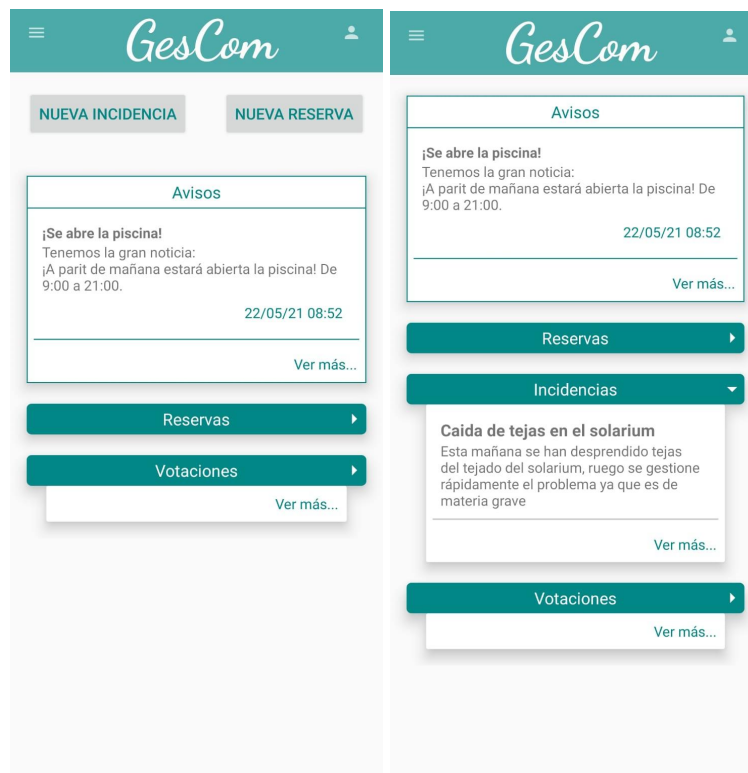 GesCom
NUEVA INCIDENCIA
NUEVA RESERVA
Avisos
¡Se abre la piscina!
Tenemos la gran noticia:
¡A parit de mañana estará abierta la piscina! De
9:00 a 21:00.
22/05/21 08:52
Ver más...
Reservas
Votaciones
Ver más...
GesCom
Avisos
¡Se abre la piscina!
Tenemos la gran noticia:
¡A parit de mañana estará abierta la piscina! De
9:00 a 21:00.
22/05/21 08:52
Ver más...
Reservas
Incidencias
Caida de tejas en el solarium
Esta mañana se han desprendido tejas
del tejado del solarium, ruego se gestione
rápidamente el problema ya que es de
materia grave
Ver más...
Votaciones
Ver más...